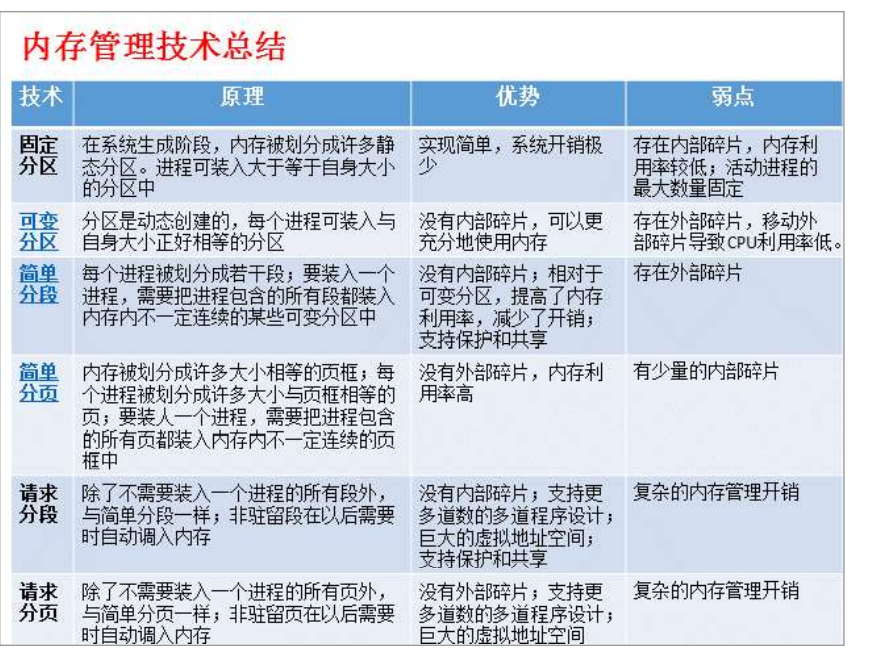 内存管理技术总结
技术 原理 优势 弱点
固定
分区
在系统生成阶段，内存被划分成许多静
态分区。进程可装入大于等于自身大小
的分区中
实现简单，系统开销极
少
存在内部碎片，内存利
用率较低；活动进程的
最大数量固定
可变
分区
分区是动态创建的，每个进程可装入与
自身大小正好相等的分区
没有内部碎片，可以更
充分地使用内存
存在外部碎片，移动外
部碎片导致CPU利用率低。
简单
分段
每个进程被划分成若干段；要装入一个
进程，需要把进程包含的所有段都装入
内存内不一定连续的某些可变分区中
没有内部碎片；相对于
可变分区，提高了内存
利用率，减少了开销；
支持保护和共享
存在外部碎片
简单
分页
内存被划分成许多大小相等的页框；每
个进程被划分成许多大小与页框相等的
页；要装人一个进程，需要把进程包含
的所有页都装入内存内不一定连续的页
框中
没有外部碎片，内存利
用率高
有少量的内部碎片
请求
分段
除了不需要装入一个进程的所有段外，
与简单分段一样；非驻留段在以后需要
时自动调入内存
没有内部碎片；支持更
多道数的多道程序设计；
巨大的虚拟地址空间；
支持保护和共享
复杂的内存管理开销
请求
分页
除了不需要装入一个进程的所有页外，
与简单分页一样；非驻留页在以后需要
时自动调入内存
没有外部碎片；支持更
多道数的多道程序设计；
巨大的虚拟地址空间
复杂的内存管理开销